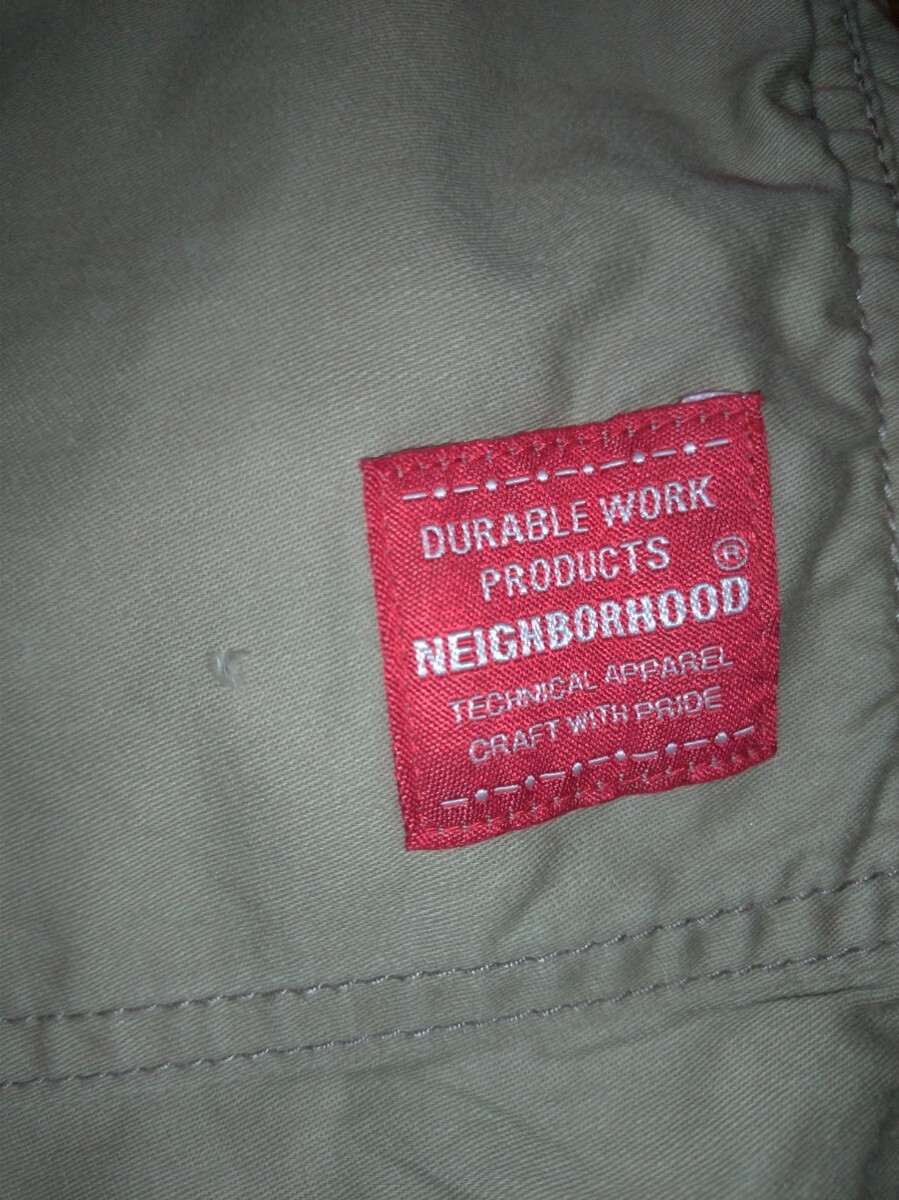 DURABLE WORK
PRODUCTS ®
NEIGHBORHOOD
TECHNICAL APPAREL
CRAFT WITH PRIDE